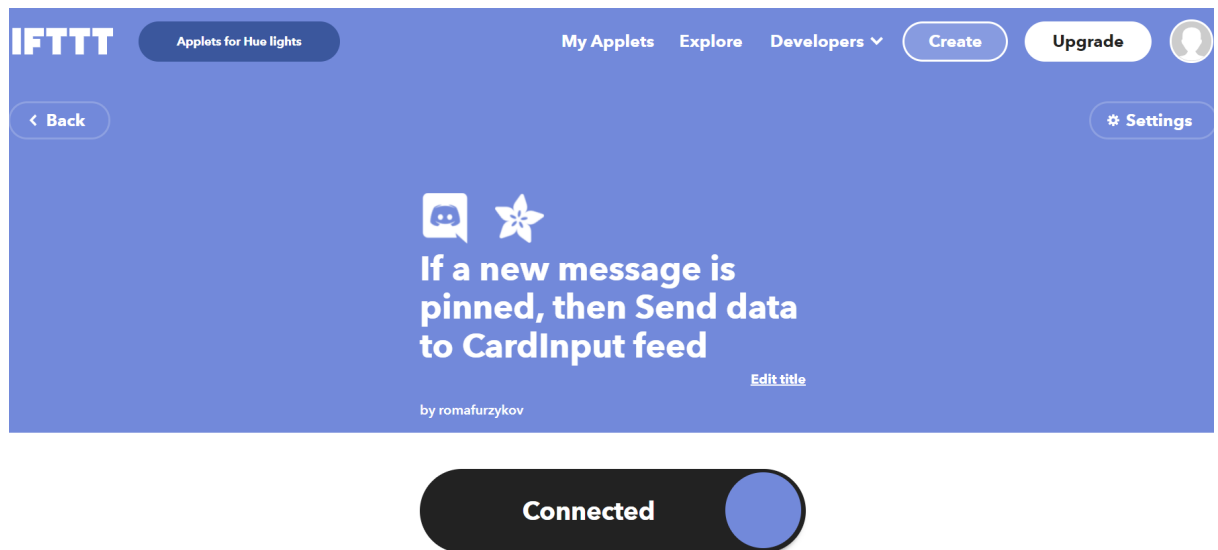 IFTTT
Applets for Hue lights
My Applets
Explore
Developers
Create
Upgrade
Back
Settings
If a new message is
pinned, then Send data
to CardInput feed
Edit title
by romafurzykov
Connected